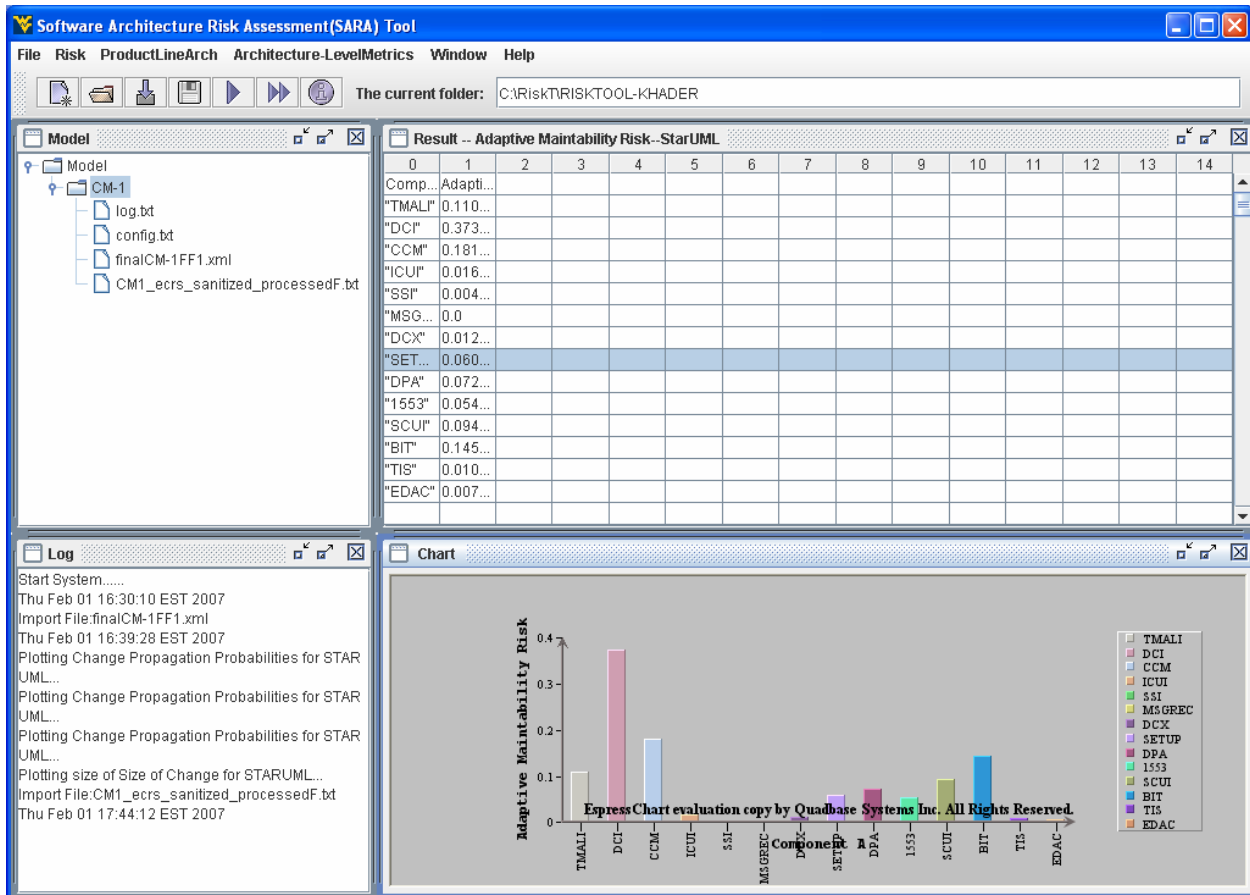 Software Architecture Risk Assessment(SARA) Tool
File Risk ProductLineArch Architecture-LevelMetrics Window Help
The current folder: C:\RiskT\RISKTOOL-KHADER
Model
Model
CM-1
log.txt
config.txt
finalCM-1FF1.xml
CM1_ecrs_sanitized_processedF.txt
Result -- Adaptive Maintability Risk--StarUML
0 1 2 3 4 5 6 7 8 9 10 11 12 13 14
Comp... Adapti...
"TMALI" 0.110...
"DCI" 0.373...
"CCM" 0.181...
"ICUI" 0.016...
"SSI" 0.004...
"MSG... 0.0
"DCX" 0.012...
"SET... 0.060...
"DPA" 0.072...
"1553" 0.054...
"SCUI" 0.094...
"BIT" 0.145...
"TIS" 0.010...
"EDAC" 0.007...
Log
Start System......
Thu Feb 01 16:30:10 EST 2007
Import File:finalCM-1FF1.xml
Thu Feb 01 16:39:28 EST 2007
Plotting Change Propagation Probabilities for STAR
UML...
Plotting Change Propagation Probabilities for STAR
UML...
Plotting Change Propagation Probabilities for STAR
UML...
Plotting size of Size of Change for STARUML...
Import File:CM1_ecrs_sanitized_processedF.txt
Thu Feb 01 17:44:12 EST 2007
Chart
Adaptive Maintability Risk
0.4
0.3
0.2
0.1
0
EspressChart evaluation copy by Quadbase Systems Inc. All Rights Reserved.
TMALI DCI CCM ICUI SSI MSGREC DCX SETUP DPA 1553 SCUI BIT TIS EDAC
Component A
TMALI
DCI
CCM
ICUI
SSI
MSGREC
DCX
SETUP
DPA
1553
SCUI
BIT
TIS
EDAC